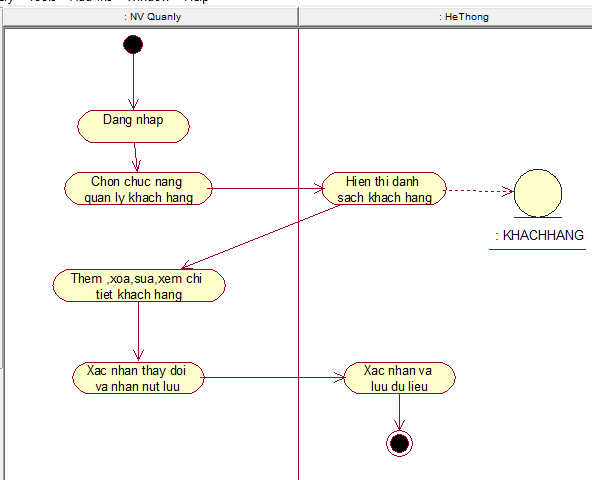 : NV Quanly
: HeThong
Dang nhap
Chon chuc nang
quan ly khach hang
Hien thi danh
sach khach hang
: KHACHHANG
Them ,xoa,sua,xem chi
tiet khach hang
Xac nhan thay doi
va nhan nut luu
Xac nhan va
luu du lieu